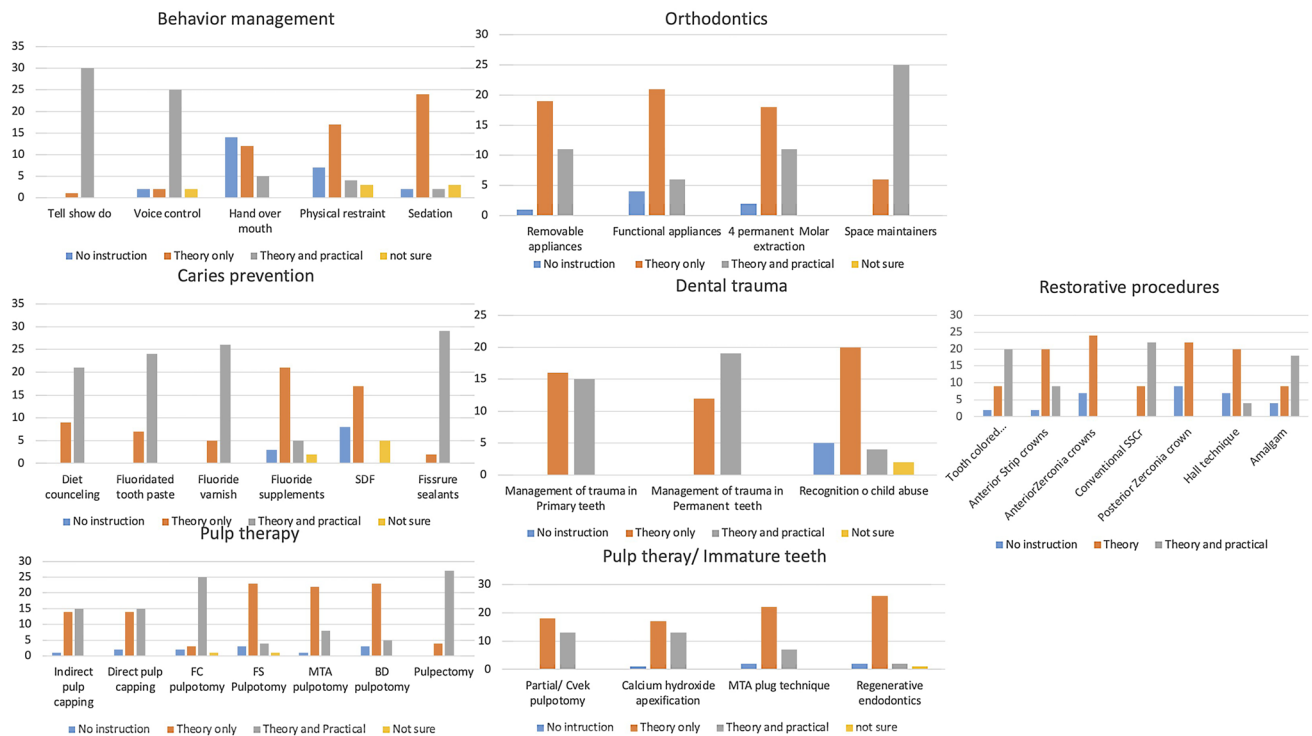 Behavior management
35
30
25
20
15
10
5
0
Tell show do Voice control Hand over mouth Physical restraint Sedation
No instruction Theory only Theory and practical not sure
Orthodontics
30
25
20
15
10
5
0
Removable appliances Functional appliances 4 permanent Molar extraction Space maintainers
No instruction Theory only Theory and practical Not sure
Caries prevention
35
30
25
20
15
10
5
0
Diet counceling Fluoridated tooth paste Fluoride varnish Fluoride supplements SDF Fissrure sealants
No instruction Theory only Theory and practical Not sure
Dental trauma
25
20
15
10
5
0
Management of trauma in Primary teeth Management of trauma in Permanent teeth Recognition o child abuse
No instruction Theory only Theory and practical Not sure
Restorative procedures
30
25
20
15
10
5
0
Tooth colored... Anterior Strip crowns AnteriorZerconia crowns Conventional SSCr Posterior Zerconia crown Hall technique Amalgam
No instruction Theory Theory and practical
Pulp therapy
30
25
20
15
10
5
0
Indirect pulp capping Direct pulp capping FC pulpotomy FS Pulpotomy MTA pulpotomy BD pulpotomy Pulpectomy
No instruction Theory only Theory and Practical Not sure
Pulp theray/ Immature teeth
30
20
10
0
Partial/ Cvek pulpotomy Calcium hydroxide apexification MTA plug technique Regenerative endodontics
No intruction Theory only Theory and practical not sure